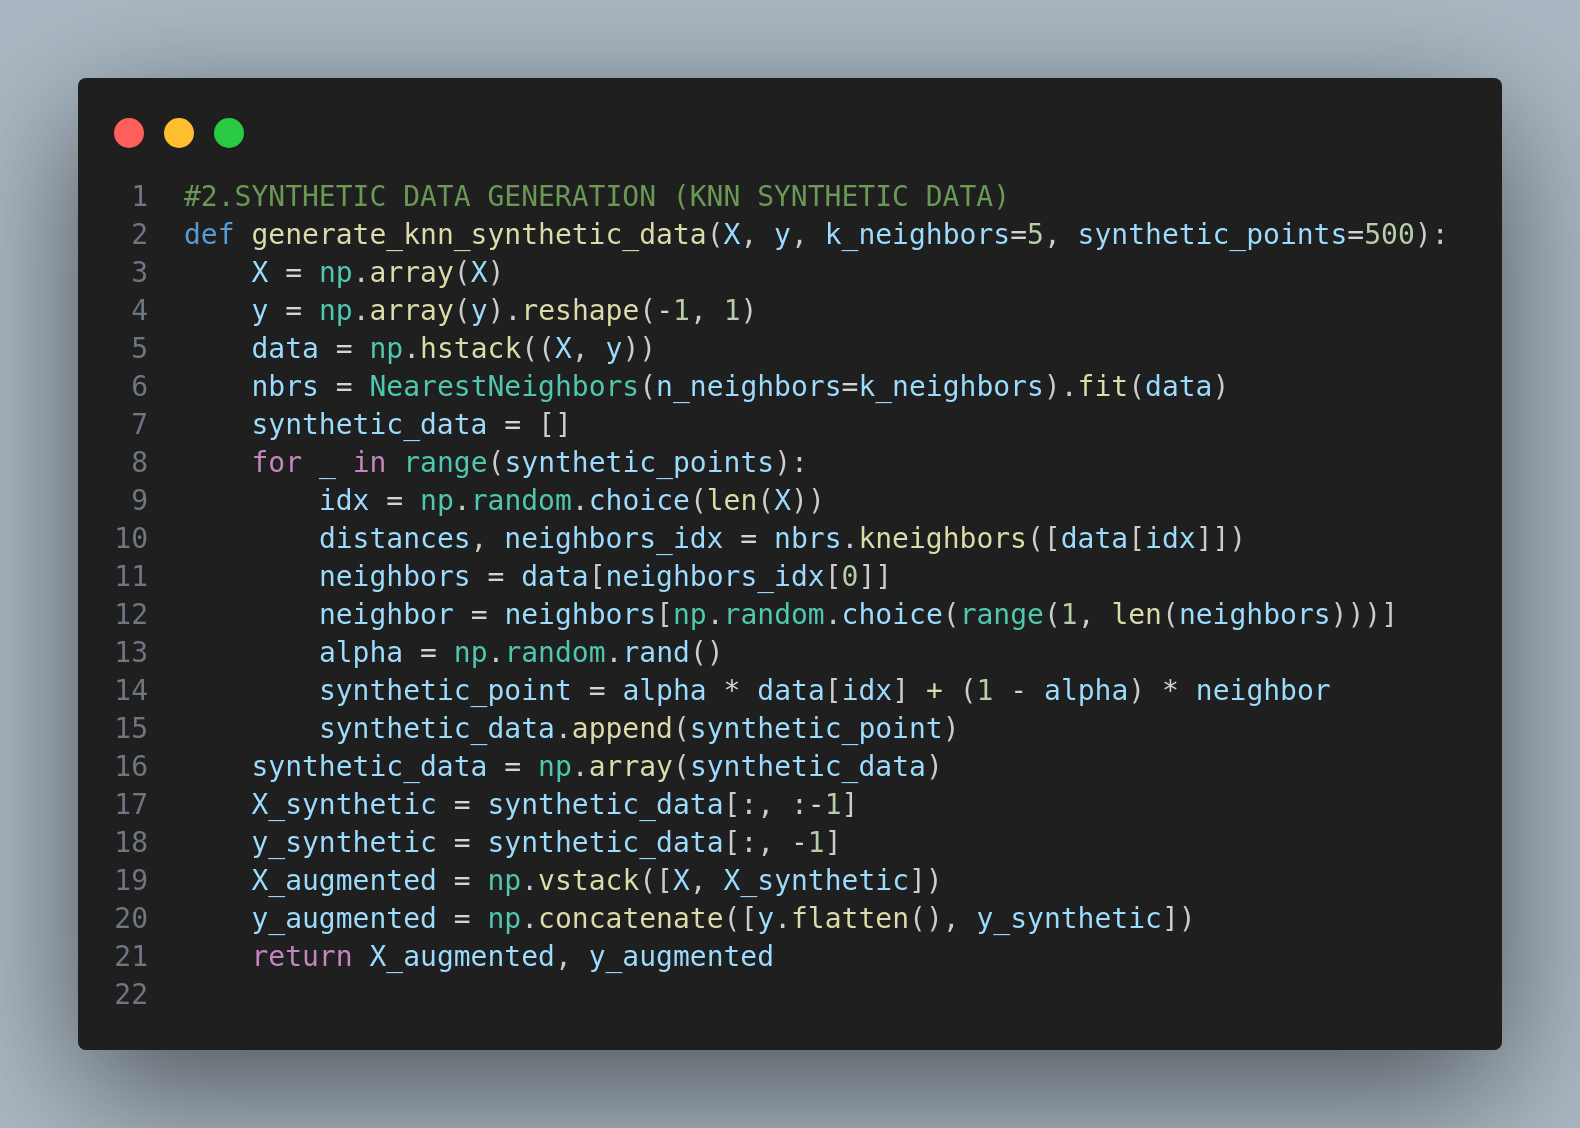 1 #2.SYNTHETIC DATA GENERATION (KNN SYNTHETIC DATA)
2 def generate_knn_synthetic_data(X, y, k_neighbors=5, synthetic_points=500):
3     X = np.array(X)
4     y = np.array(y).reshape(-1, 1)
5     data = np.hstack((X, y))
6     nbrs = NearestNeighbors(n_neighbors=k_neighbors).fit(data)
7     synthetic_data = []
8     for _ in range(synthetic_points):
9         idx = np.random.choice(len(X))
10         distances, neighbors_idx = nbrs.kneighbors([data[idx]])
11         neighbors = data[neighbors_idx[0]]
12         neighbor = neighbors[np.random.choice(range(1, len(neighbors)))]
13         alpha = np.random.rand()
14         synthetic_point = alpha * data[idx] + (1 - alpha) * neighbor
15         synthetic_data.append(synthetic_point)
16     synthetic_data = np.array(synthetic_data)
17     X_synthetic = synthetic_data[:, :-1]
18     y_synthetic = synthetic_data[:, -1]
19     X_augmented = np.vstack([X, X_synthetic])
20     y_augmented = np.concatenate([y.flatten(), y_synthetic])
21     return X_augmented, y_augmented
22